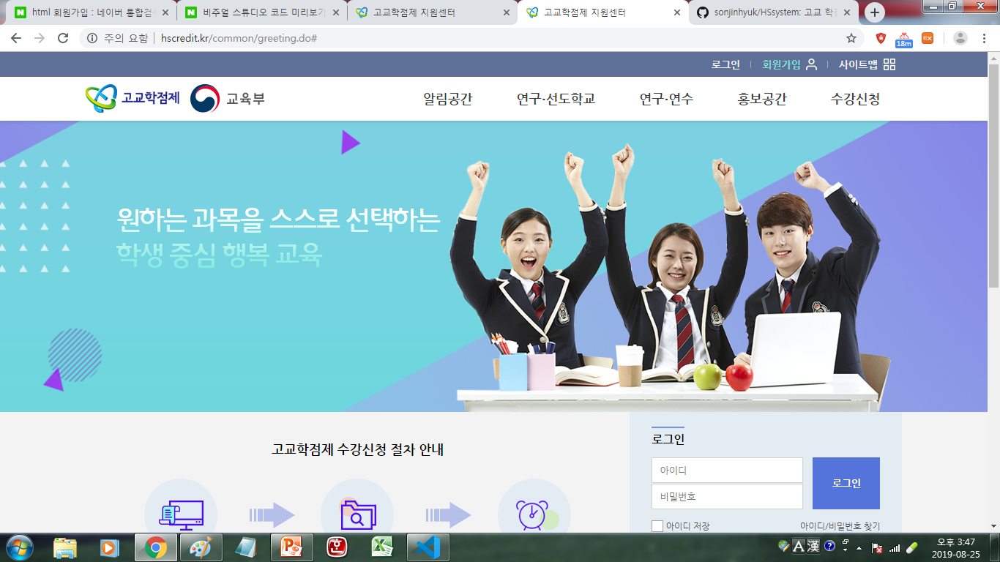 html 회원가입 : 네이버 통합검
비주얼 스튜디오 코드 미리보기
고교학점제 지원센터
고교학점제 지원센터
sonjinhyuk/HSsystem: 고교 학
주의 요함 hscredit.kr/common/greeting.do#
Ex
18m
로그인 회원가입 사이트맵
고교학점제 교육부 알림공간 연구·선도학교 연구·연수 홍보공간 수강신청
원하는 과목을 스스로 선택하는
학생 중심 행복 교육
고교학점제 수강신청 절차 안내
로그인
아이디
비밀번호
로그인
아이디 저장 아이디/비밀번호 찾기
A 漢
오후 3:47
2019-08-25